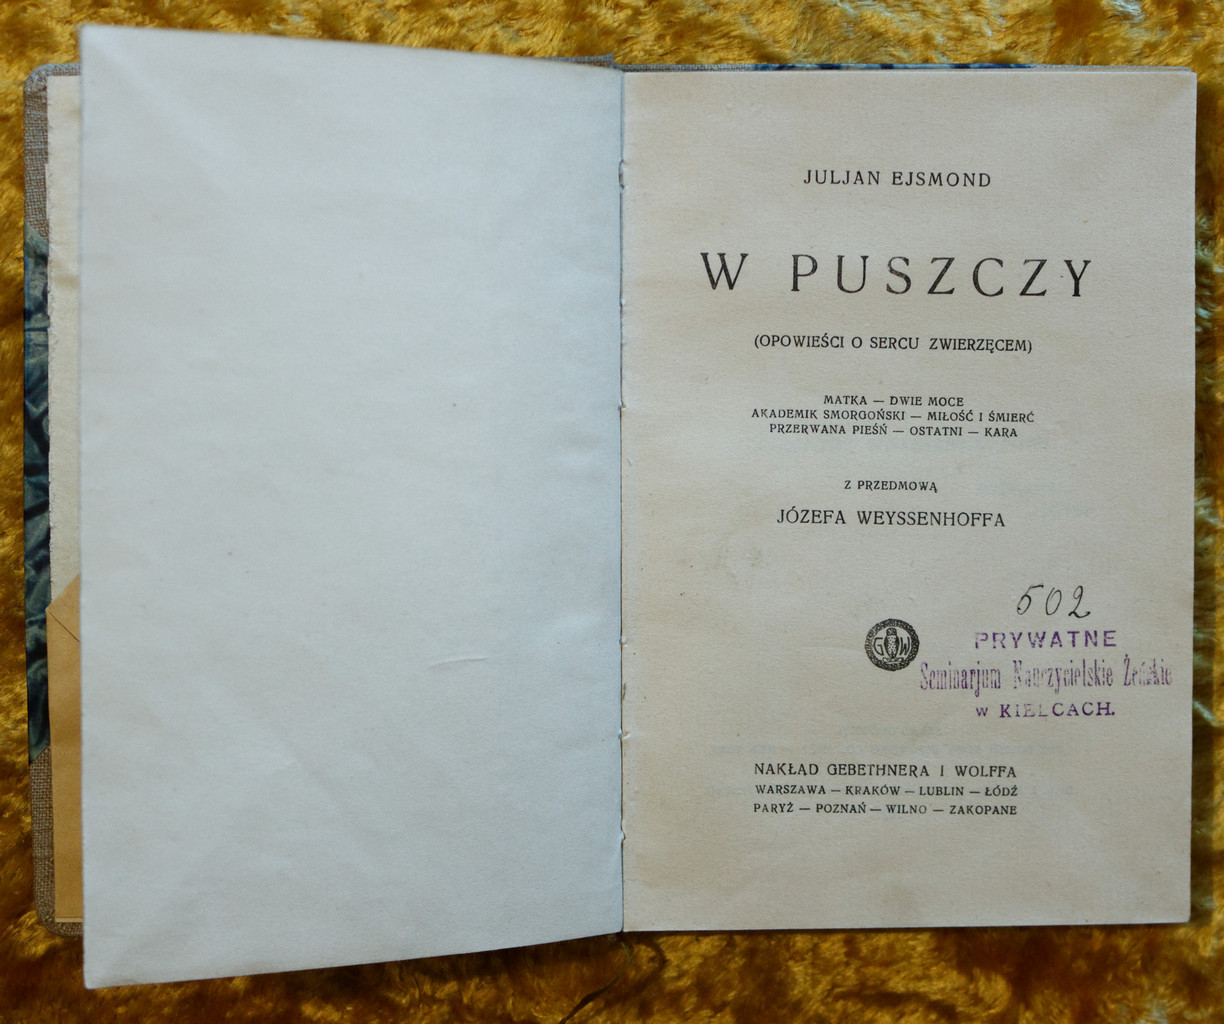 JULJAN EJSMOND
W PUSZCZY
(OPOWIEŚCI O SERCU ZWIERZĘCEM)
MATKA — DWIE MOCE
AKADEMIK SMORGOŃSKI — MIŁOŚĆ I ŚMIERĆ
PRZERWANA PIEŚŃ — OSTATNI — KARA
Z PRZEDMOWĄ
JÓZEFA WEYSSENHOFFA
502
G W
PRYWATNE
Seminarjum Nauczycielskie Żeńskie
w KIELCACH.
NAKŁAD GEBETHNERA I WOLFFA
WARSZAWA — KRAKÓW — LUBLIN — ŁÓDŹ
PARYŻ — POZNAŃ — WILNO — ZAKOPANE